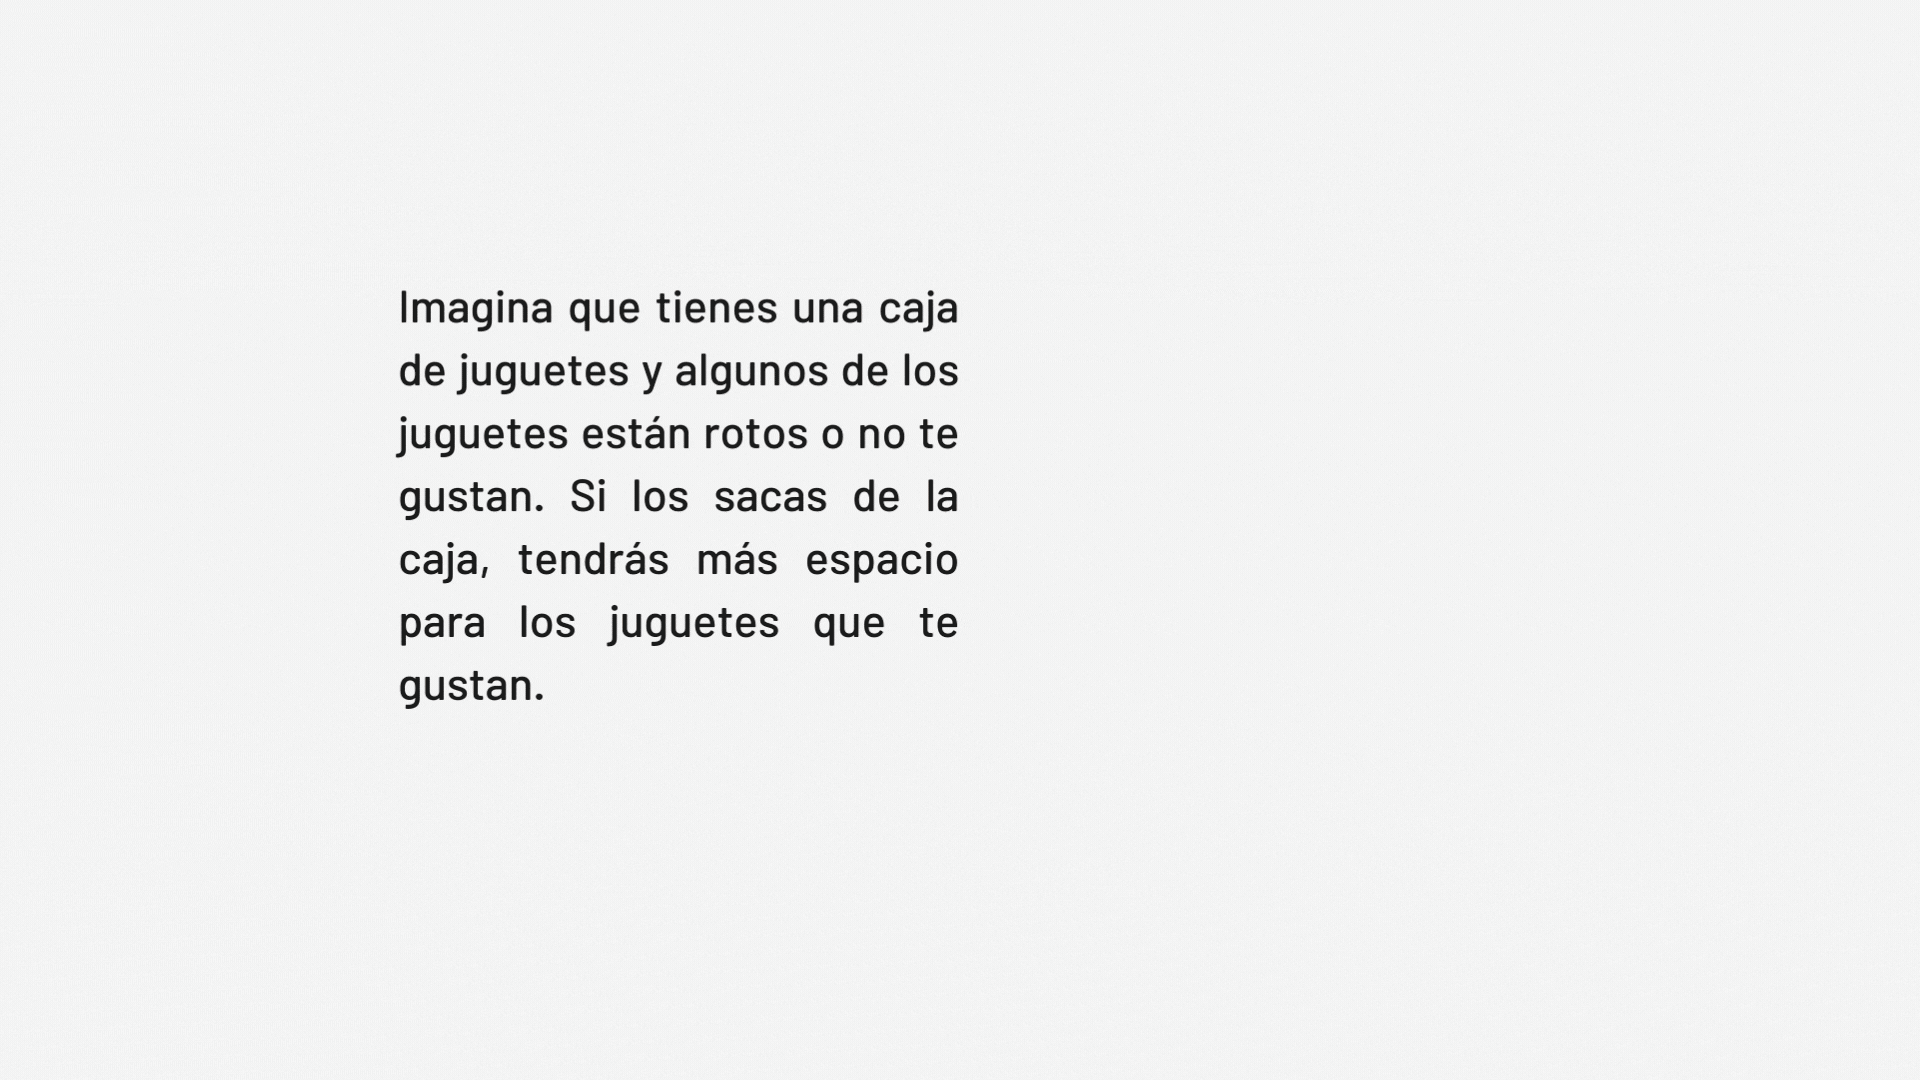 Imagina que tienes una caja
de juguetes y algunos de los
juguetes están rotos o no te
gustan. Si los sacas de la
caja, tendrás más espacio
para los juguetes que te
gustan.